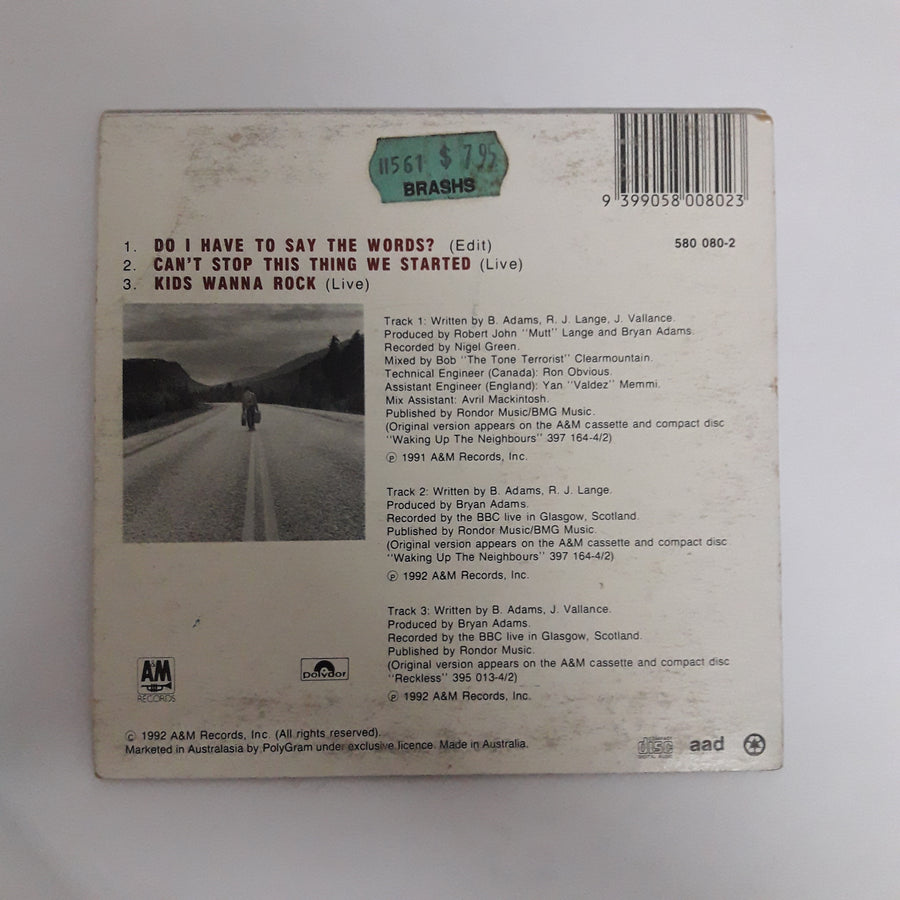 11561 $ 7.95
BRASHS
9 399058 008023
1. DO I HAVE TO SAY THE WORDS? (Edit)
580 080-2
2. CAN'T STOP THIS THING WE STARTED (Live)
3. KIDS WANNA ROCK (Live)
Track 1: Written by B. Adams, R. J. Lange, J. Vallance.
Produced by Robert John "Mutt" Lange and Bryan Adams.
Recorded by Nigel Green.
Mixed by Bob "The Tone Terrorist" Clearmountain.
Technical Engineer (Canada): Ron Obvious.
Assistant Engineer (England): Yan "Valdez" Memmi.
Mix Assistant: Avril Mackintosh.
Published by Rondor Music/BMG Music.
(Original version appears on the A&M cassette and compact disc
"Waking Up The Neighbours" 397 164-4/2)
℗ 1991 A&M Records, Inc.
Track 2: Written by B. Adams, R. J. Lange.
Produced by Bryan Adams.
Recorded by the BBC live in Glasgow, Scotland.
Published by Rondor Music/BMG Music.
(Original version appears on the A&M cassette and compact disc
"Waking Up The Neighbours" 397 164-4/2)
℗ 1992 A&M Records, Inc.
Track 3: Written by B. Adams, J. Vallance.
Produced by Bryan Adams.
Recorded by the BBC live in Glasgow, Scotland.
Published by Rondor Music.
(Original version appears on the A&M cassette and compact disc
"Reckless" 395 013-4/2)
℗ 1992 A&M Records, Inc.
A&M
RECORDS
Polydor
© 1992 A&M Records, Inc. (All rights reserved).
Marketed in Australasia by PolyGram under exclusive licence. Made in Australia.
COMPACT
disc
DIGITAL AUDIO
aad